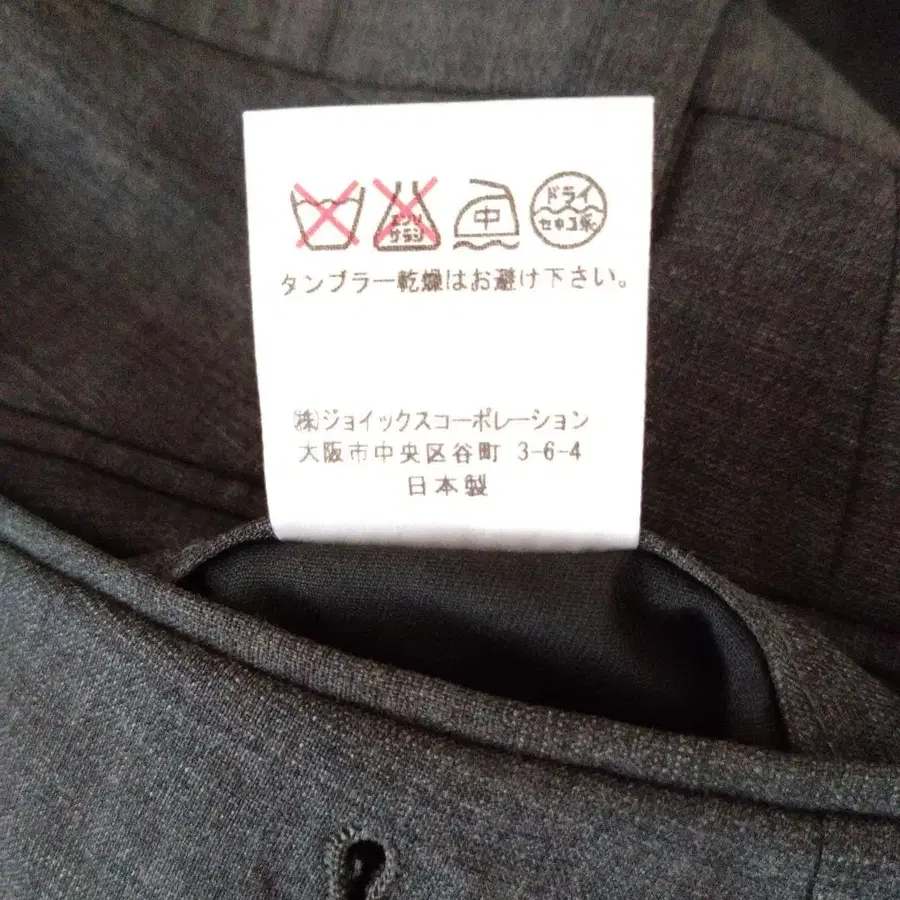 エンソ
サラシ
中
ドライ
セキユ系
タンブラー乾燥はお避け下さい。
㈱ジョイックスコーポレーション
大阪市中央区谷町 3-6-4
日本製